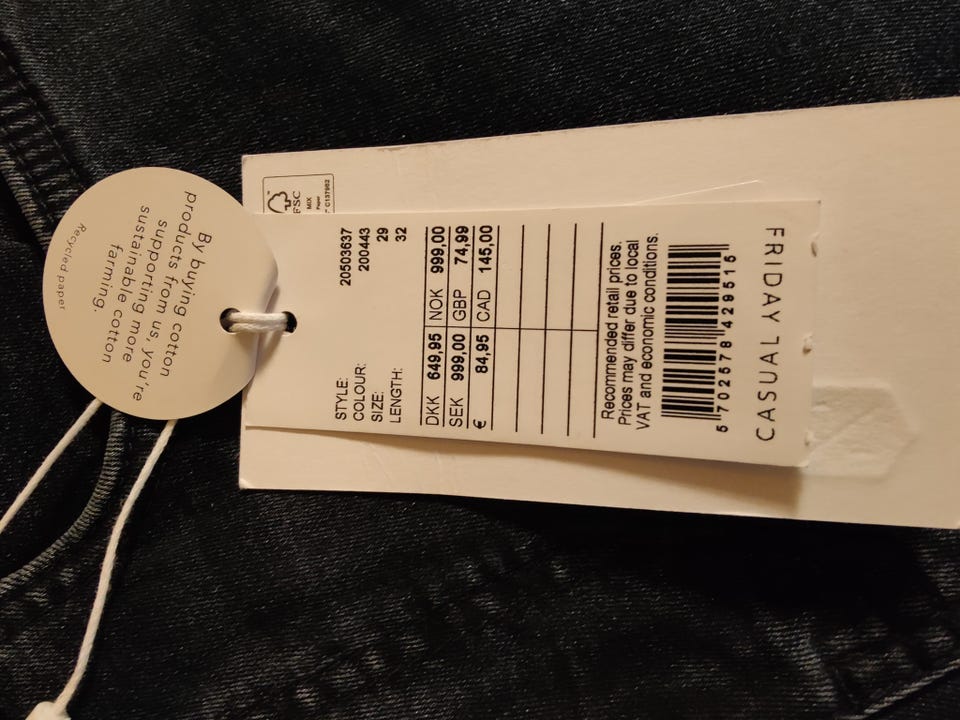 CASUAL FRIDAY
STYLE: 20503637
COLOUR: 200443
SIZE: 29
LENGTH: 32
DKK 649,95 NOK 999,00
SEK 999,00 GBP 74,99
€ 84,95 CAD 145,00
Recommended retail prices.
Prices may differ due to local
VAT and economic conditions.
5 702578 429515
By buying cotton
products from us, you're
supporting more
sustainable cotton
farming.
Recycled paper
FSC
MIX
Paper
C137982